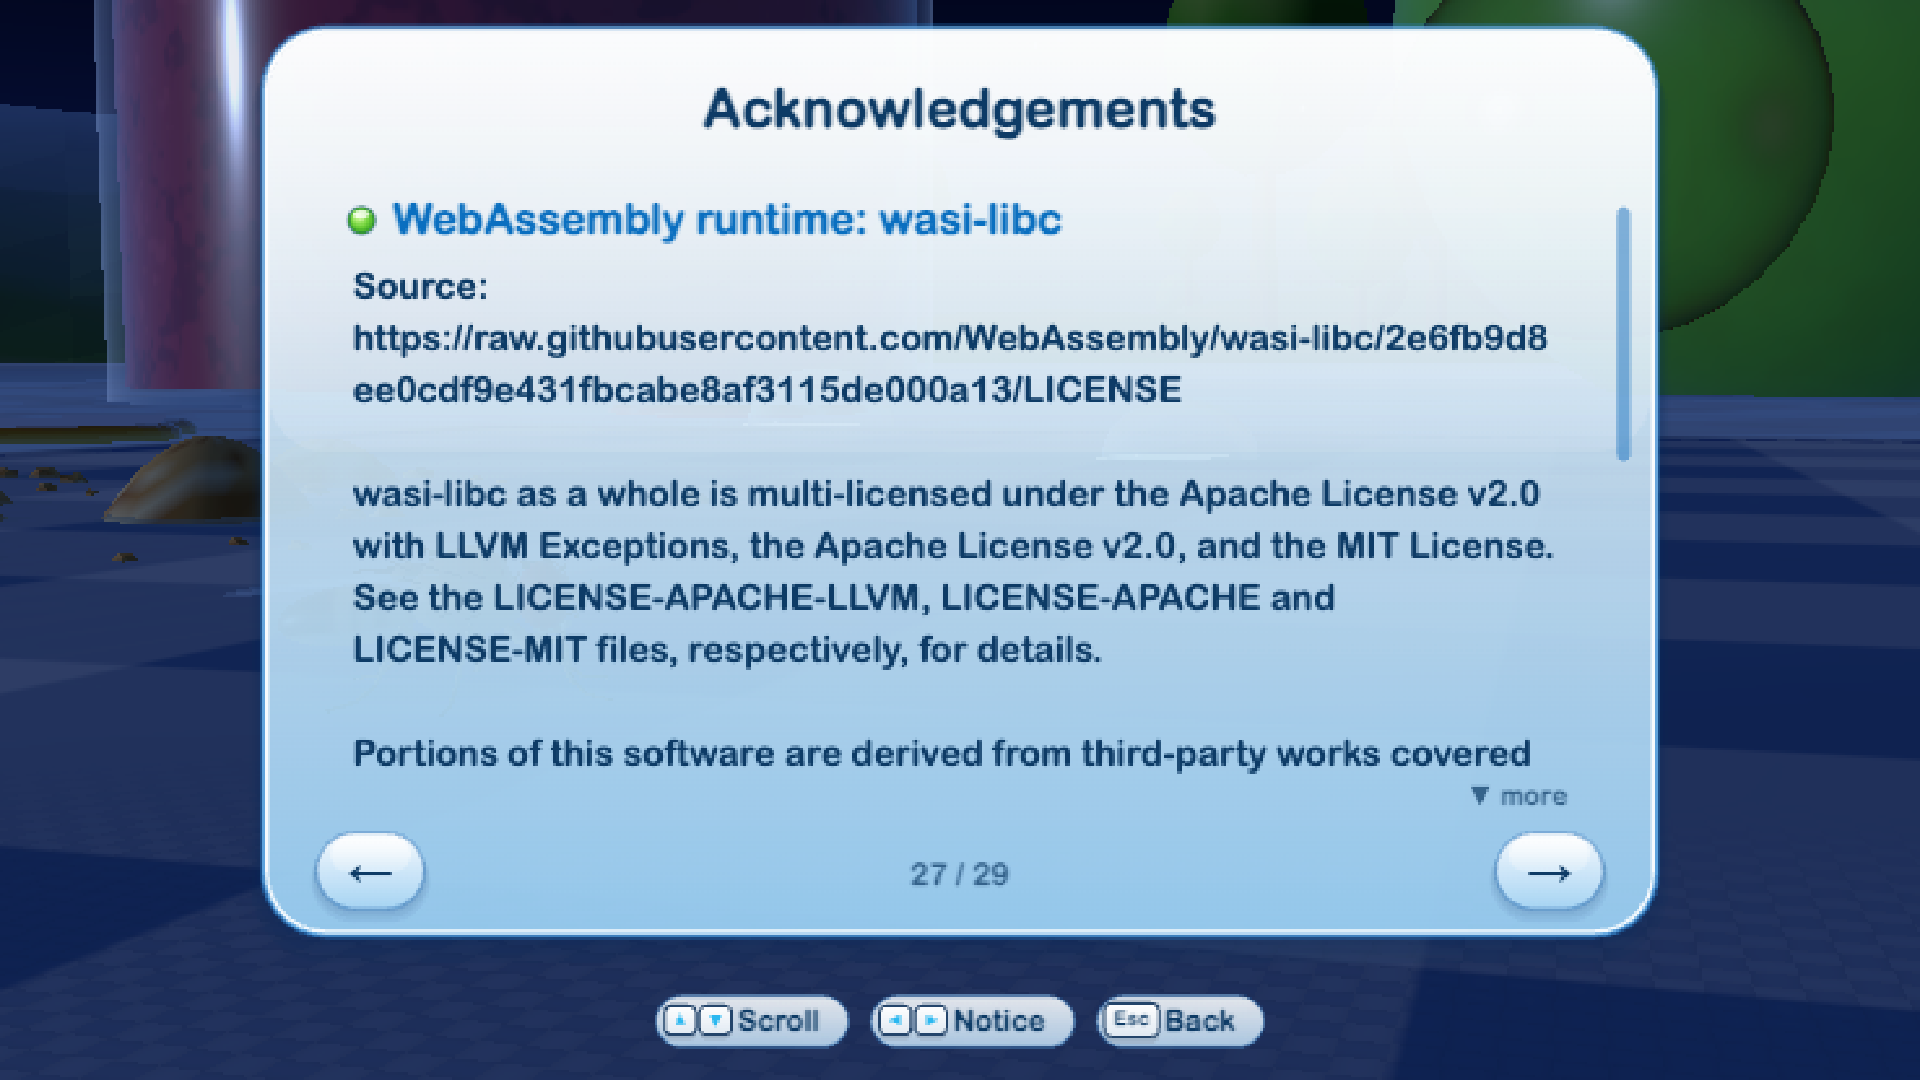 Acknowledgements
WebAssembly runtime: wasi-libc
Source:
https://raw.githubusercontent.com/WebAssembly/wasi-libc/2e6fb9d8
ee0cdf9e431fbcabe8af3115de000a13/LICENSE
wasi-libc as a whole is multi-licensed under the Apache License v2.0
with LLVM Exceptions, the Apache License v2.0, and the MIT License.
See the LICENSE-APACHE-LLVM, LICENSE-APACHE and
LICENSE-MIT files, respectively, for details.
Portions of this software are derived from third-party works covered
▼ more
← 27 / 29 →
▲ ▼ Scroll ◀ ▶ Notice Esc Back